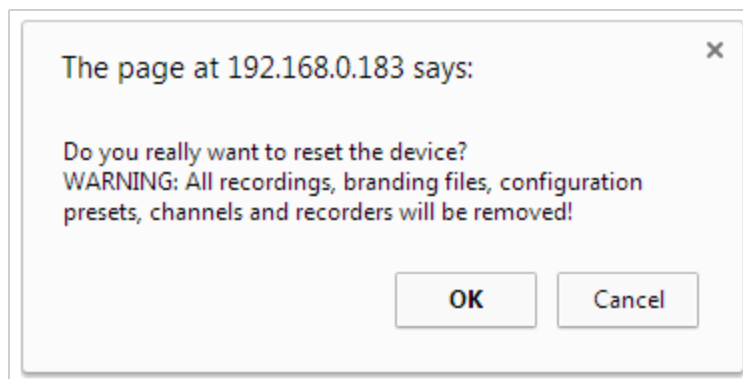 The page at 192.168.0.183 says:
Do you really want to reset the device?
WARNING: All recordings, branding files, configuration
presets, channels and recorders will be removed!
OK Cancel